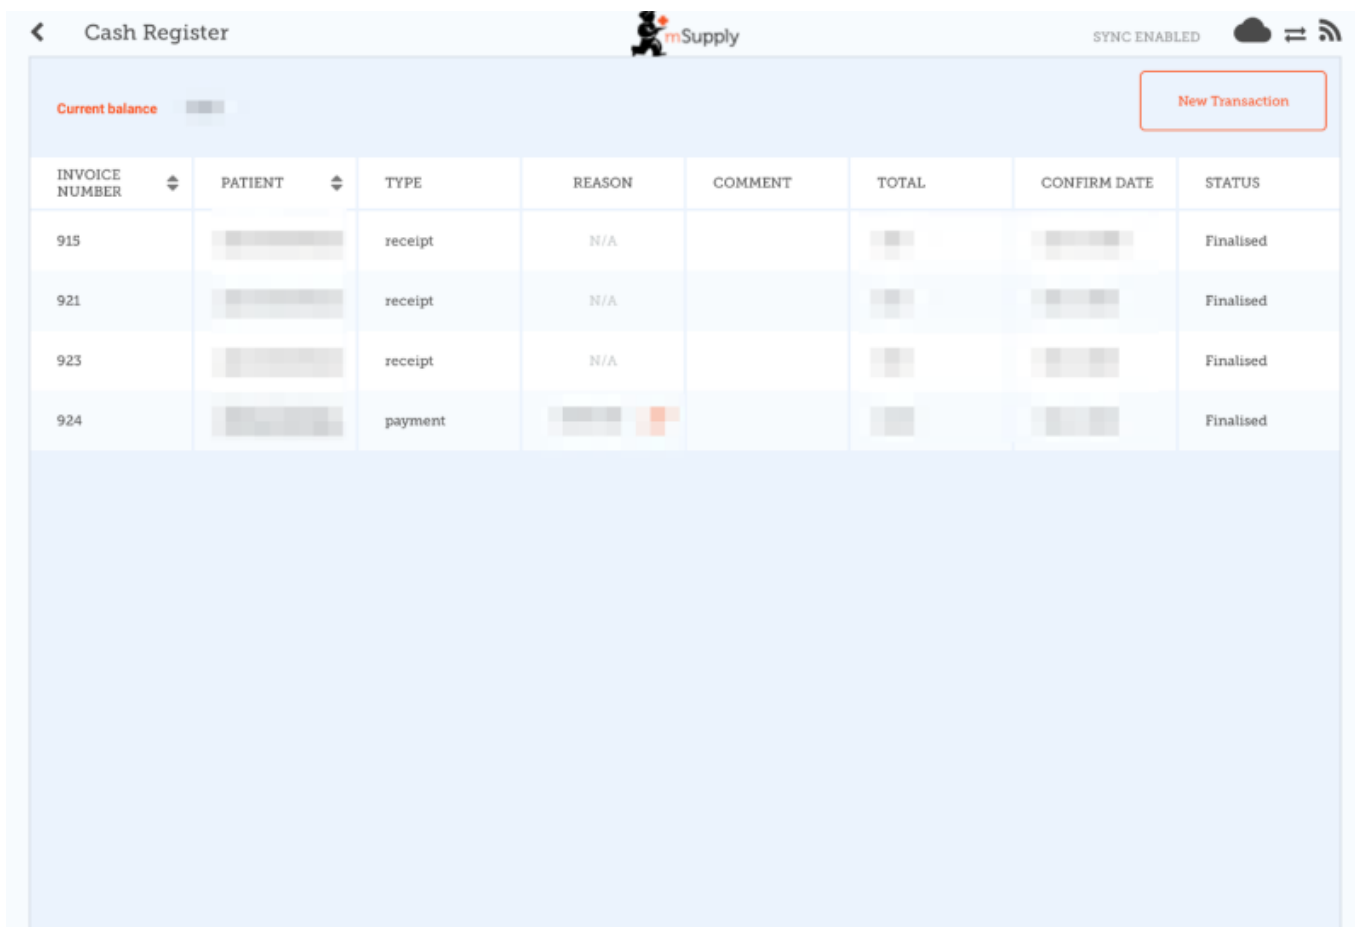 Cash Register
mSupply
SYNC ENABLED
Current balance
New Transaction
INVOICE
NUMBER
PATIENT
TYPE
REASON
COMMENT
TOTAL
CONFIRM DATE
STATUS
915
receipt
N/A
Finalised
921
receipt
N/A
Finalised
923
receipt
N/A
Finalised
924
payment
Finalised